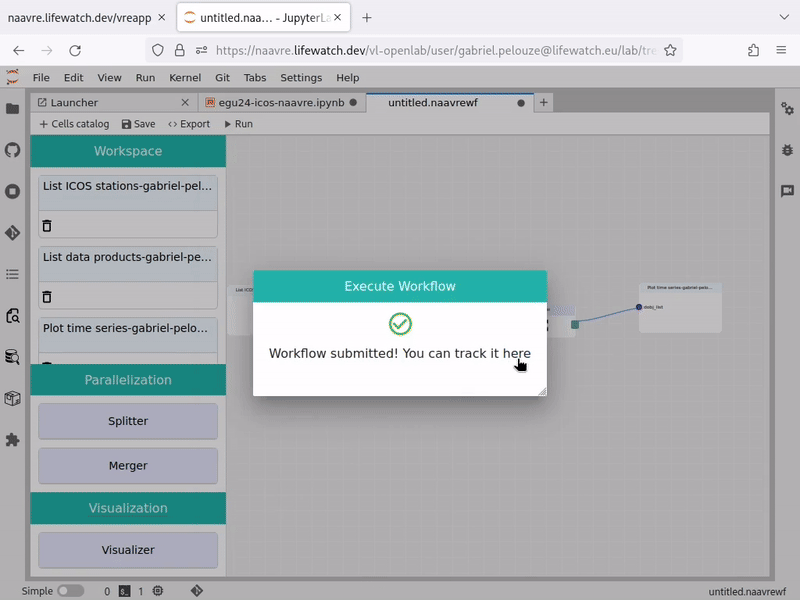 naavre.lifewatch.dev/vreapp
untitled.naa… - JupyterLa
https://naavre.lifewatch.dev/vl-openlab/user/gabriel.pelouze@lifewatch.eu/lab/tre
File Edit View Run Kernel Git Tabs Settings Help
Launcher
egu24-icos-naavre.ipynb
untitled.naavrewf
+ Cells catalog Save Export Run
Workspace
List ICOS stations-gabriel-pel...
List data products-gabriel-pe...
Plot time series-gabriel-pelo...
Parallelization
Splitter
Merger
Visualization
Visualizer
List ICOS
Plot time series-gabriel-pelo...
Execute Workflow
Workflow submitted! You can track it here
Simple 0 1
untitled.naavrewf